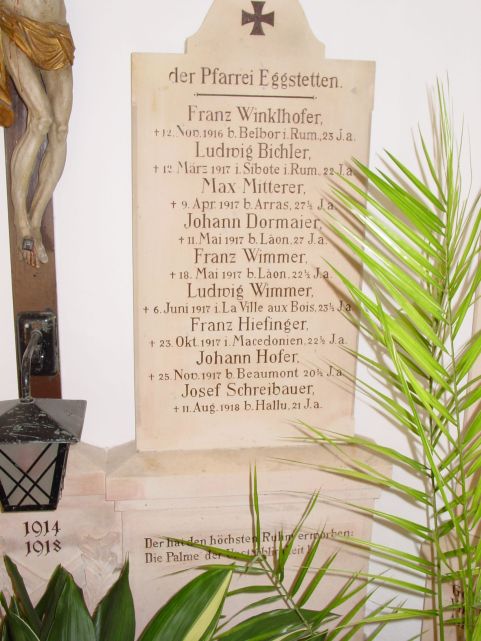 der Pfarrei Eggstetten.
Franz Winklhofer,
+ 12. Nov. 1916 b. Belbor i. Rum., 23 J. a.
Ludwig Bichler,
+ 12. März 1917 i. Sibote i. Rum. 22 J. a.
Max Mitterer,
+ 9. Apr. 1917 b. Arras, 27½ J. a.
Johann Dormaier,
+ 11. Mai 1917 b. Laon, 27 J. a.
Franz Wimmer,
+ 18. Mai 1917 b. Laon, 22½ J. a.
Ludwig Wimmer,
+ 6. Juni 1917 i. La Ville aux Bois, 23½ J. a.
Franz Hiefinger,
+ 23. Okt. 1917 i. Macedonien, 22½ J. a.
Johann Hofer,
+ 25. Nov. 1917 b. Beaumont 20½ J. a.
Josef Schreibauer,
+ 11. Aug. 1918 b. Hallu, 21 J. a.
1914
1918
Der hat den höchsten Ruhm ermorben:
Die Palme der Unsterblichkeit